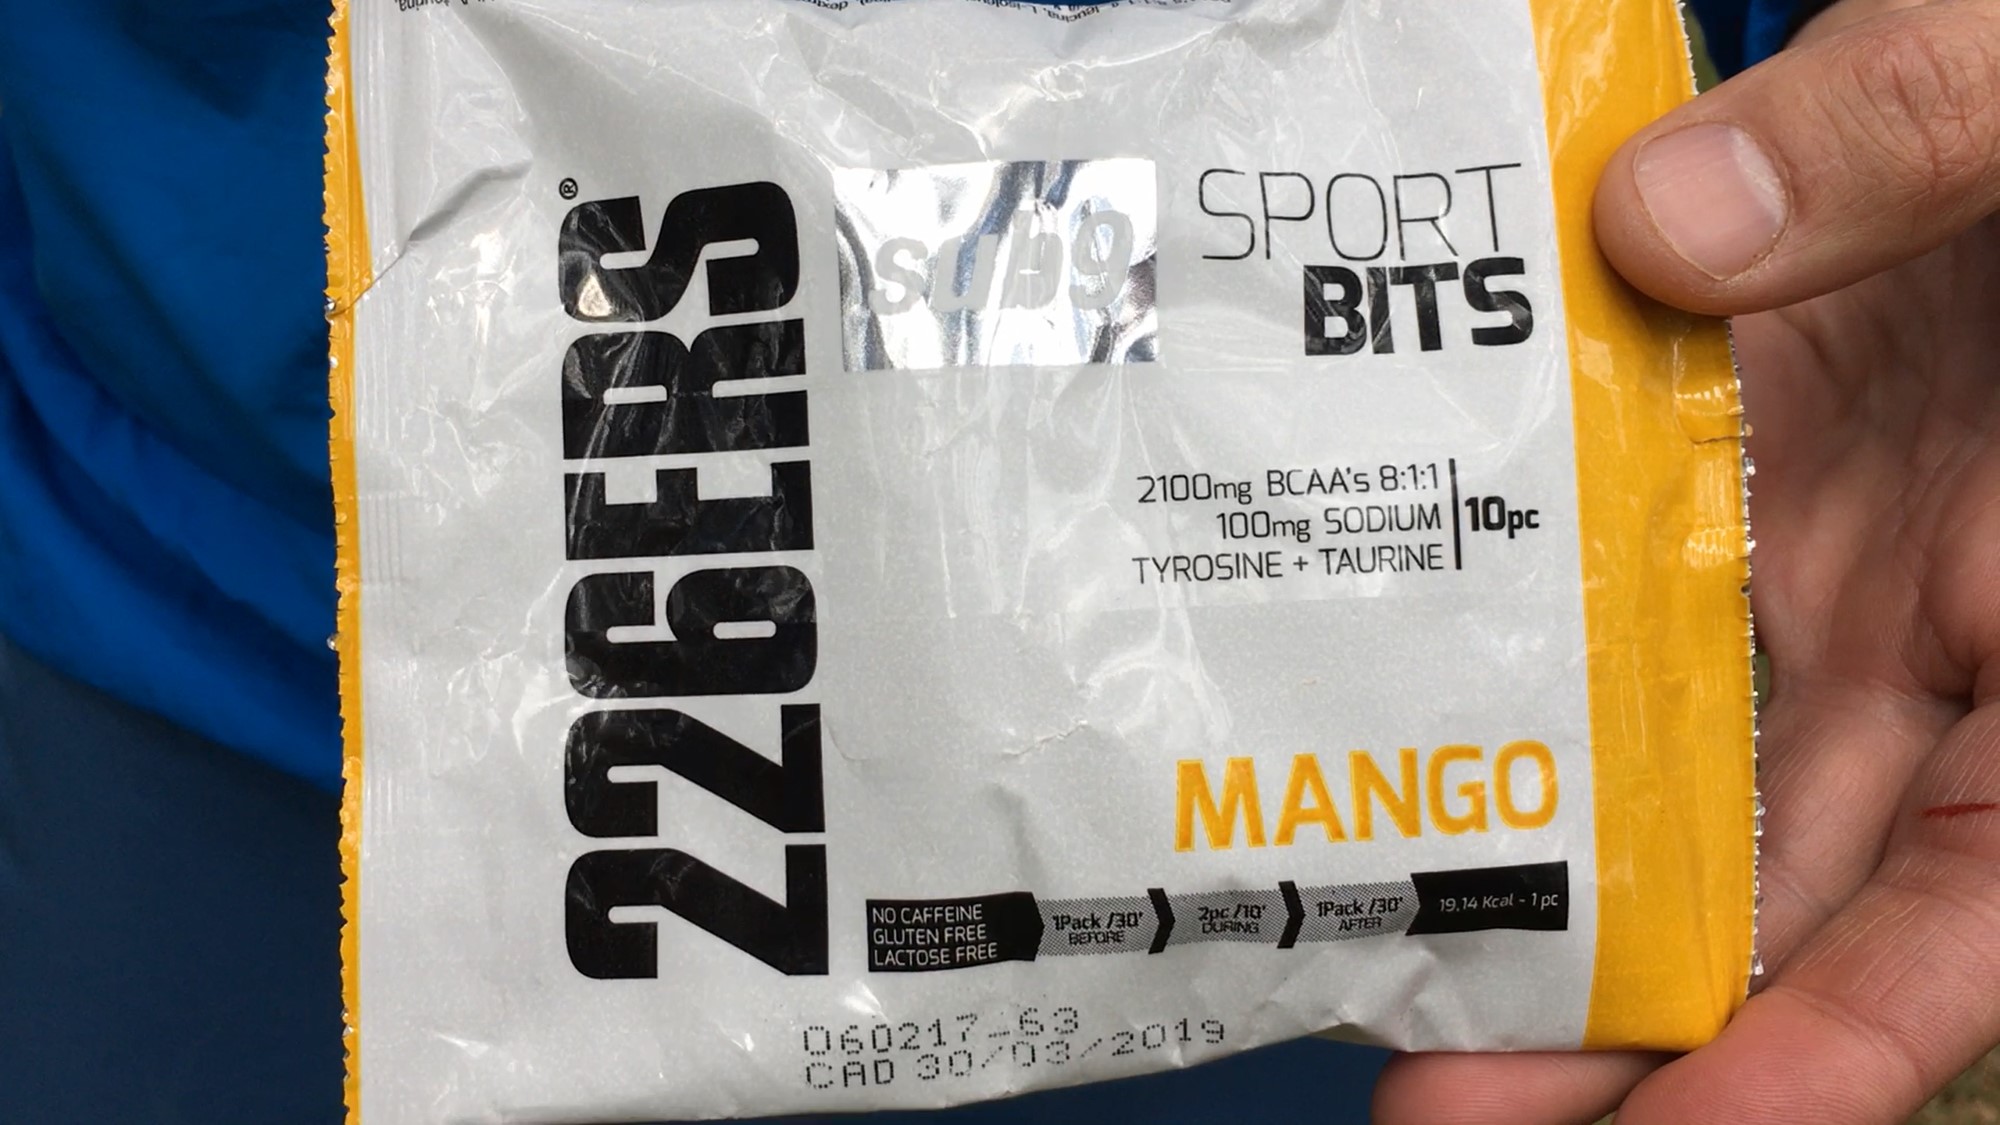 226ERS®
sub9
SPORT
BITS
2100mg BCAA's 8:1:1
100mg SODIUM
TYROSINE + TAURINE
10pc
MANGO
NO CAFFEINE
GLUTEN FREE
LACTOSE FREE
1Pack /30'
BEFORE
2pc /10'
DURING
1Pack /30'
AFTER
19,14 Kcal - 1 pc
060217-63
CAD 30/03/2019